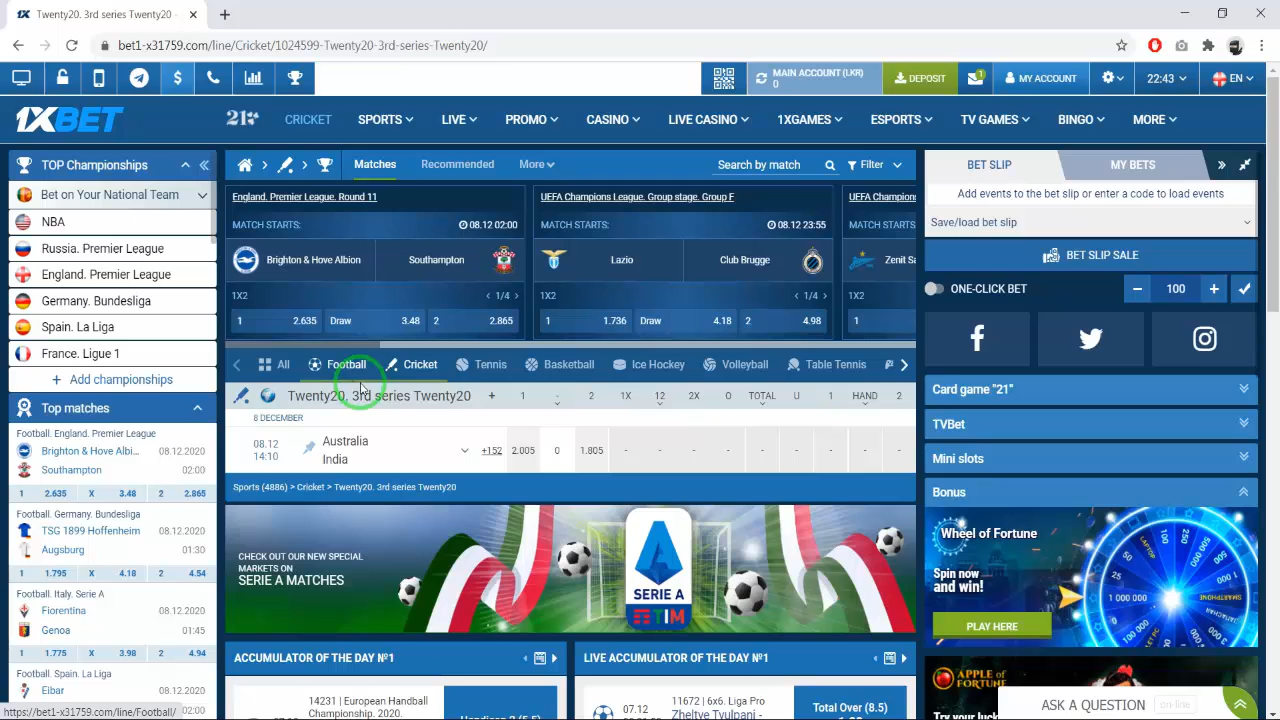 1X Twenty20. 3rd series Twenty20 -
bet1-x31759.com/line/Cricket/1024599-Twenty20-3rd-series-Twenty20/
MAIN ACCOUNT (LKR)
0
DEPOSIT
1
MY ACCOUNT
22:43
EN
1XBET
21
CRICKET SPORTS LIVE PROMO CASINO LIVE CASINO 1XGAMES ESPORTS TV GAMES BINGO MORE
TOP Championships
Bet on Your National Team
NBA
Russia. Premier League
England. Premier League
Germany. Bundesliga
Spain. La Liga
France. Ligue 1
+ Add championships
Top matches
Football. England. Premier League
Brighton & Hove Albi... 08.12.2020
Southampton 02:00
1 2.635 X 3.48 2 2.865
Football. Germany. Bundesliga
TSG 1899 Hoffenheim 08.12.2020
Augsburg 01:30
1 1.795 X 4.18 2 4.54
Football. Italy. Serie A
Fiorentina 08.12.2020
Genoa 01:45
1 1.775 X 3.98 2 4.94
Football. Spain. La Liga
Eibar 08.12.2020
https://bet1-x31759.com/line/Football/
Matches Recommended More Search by match Filter
England. Premier League. Round 11
MATCH STARTS: 08.12 02:00
Brighton & Hove Albion Southampton
1X2 1/4
1 2.635 Draw 3.48 2 2.865
UEFA Champions League. Group stage. Group F
MATCH STARTS: 08.12 23:55
Lazio Club Brugge
1X2 1/4
1 1.736 Draw 4.18 2 4.98
UEFA Champions
MATCH STARTS:
Zenit Sa
1X2
1
All Football Cricket Tennis Basketball Ice Hockey Volleyball Table Tennis
Twenty20. 3rd series Twenty20 + 1 - 2 1X 12 2X O TOTAL U 1 HAND 2
8 DECEMBER
08.12
14:10
Australia
India
+152 2.005 0 1.805 - - - - - - - - -
Sports (4886) > Cricket > Twenty20. 3rd series Twenty20
CHECK OUT OUR NEW SPECIAL
MARKETS ON
SERIE A MATCHES
SERIE A
TIM
ACCUMULATOR OF THE DAY №1
14231 | European Handball
Championship. 2020.
LIVE ACCUMULATOR OF THE DAY №1
07.12
11672 | 6x6. Liga Pro
Zheltye Tyulpani -
Total Over (8.5)
BET SLIP MY BETS
Add events to the bet slip or enter a code to load events
Save/load bet slip
BET SLIP SALE
ONE-CLICK BET − 100 +
Card game "21"
TVBet
Mini slots
Bonus
Wheel of Fortune
Spin now
and win!
PLAY HERE
APPLE of
FORTUNE
ASK A QUESTION on-line